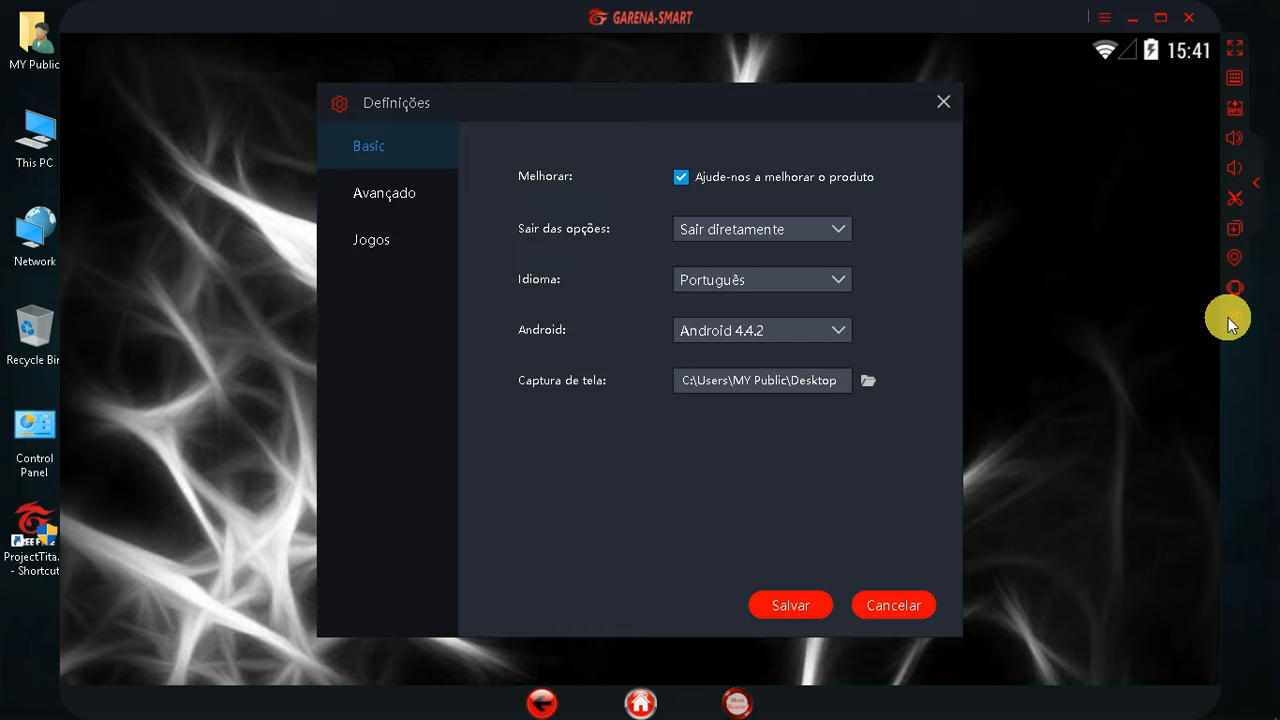 GARENA-SMART
15:41
MY Public
This PC
Network
Recycle Bin
Control
Panel
ProjectTita...
- Shortcut
Definições
Basic
Avançado
Jogos
Melhorar:
Ajude-nos a melhorar o produto
Sair das opções:
Sair diretamente
Idioma:
Português
Android:
Android 4.4.2
Captura de tela:
C:\Users\MY Public\Desktop
Salvar
Cancelar